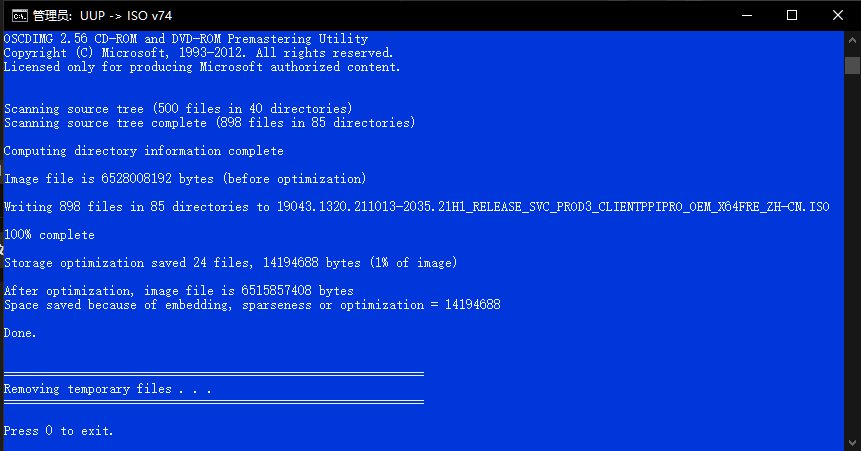 管理员: UUP -> ISO v74
OSCDIMG 2.56 CD-ROM and DVD-ROM Premastering Utility
Copyright (C) Microsoft, 1993-2012. All rights reserved.
Licensed only for producing Microsoft authorized content.
Scanning source tree (500 files in 40 directories)
Scanning source tree complete (898 files in 85 directories)
Computing directory information complete
Image file is 6528008192 bytes (before optimization)
Writing 898 files in 85 directories to 19043.1320.211013-2035.21H1_RELEASE_SVC_PROD3_CLIENTPPIPRO_OEM_X64FRE_ZH-CN.ISO
100% complete
Storage optimization saved 24 files, 14194688 bytes (1% of image)
After optimization, image file is 6515857408 bytes
Space saved because of embedding, sparseness or optimization = 14194688
Done.
Removing temporary files . . .
Press 0 to exit.